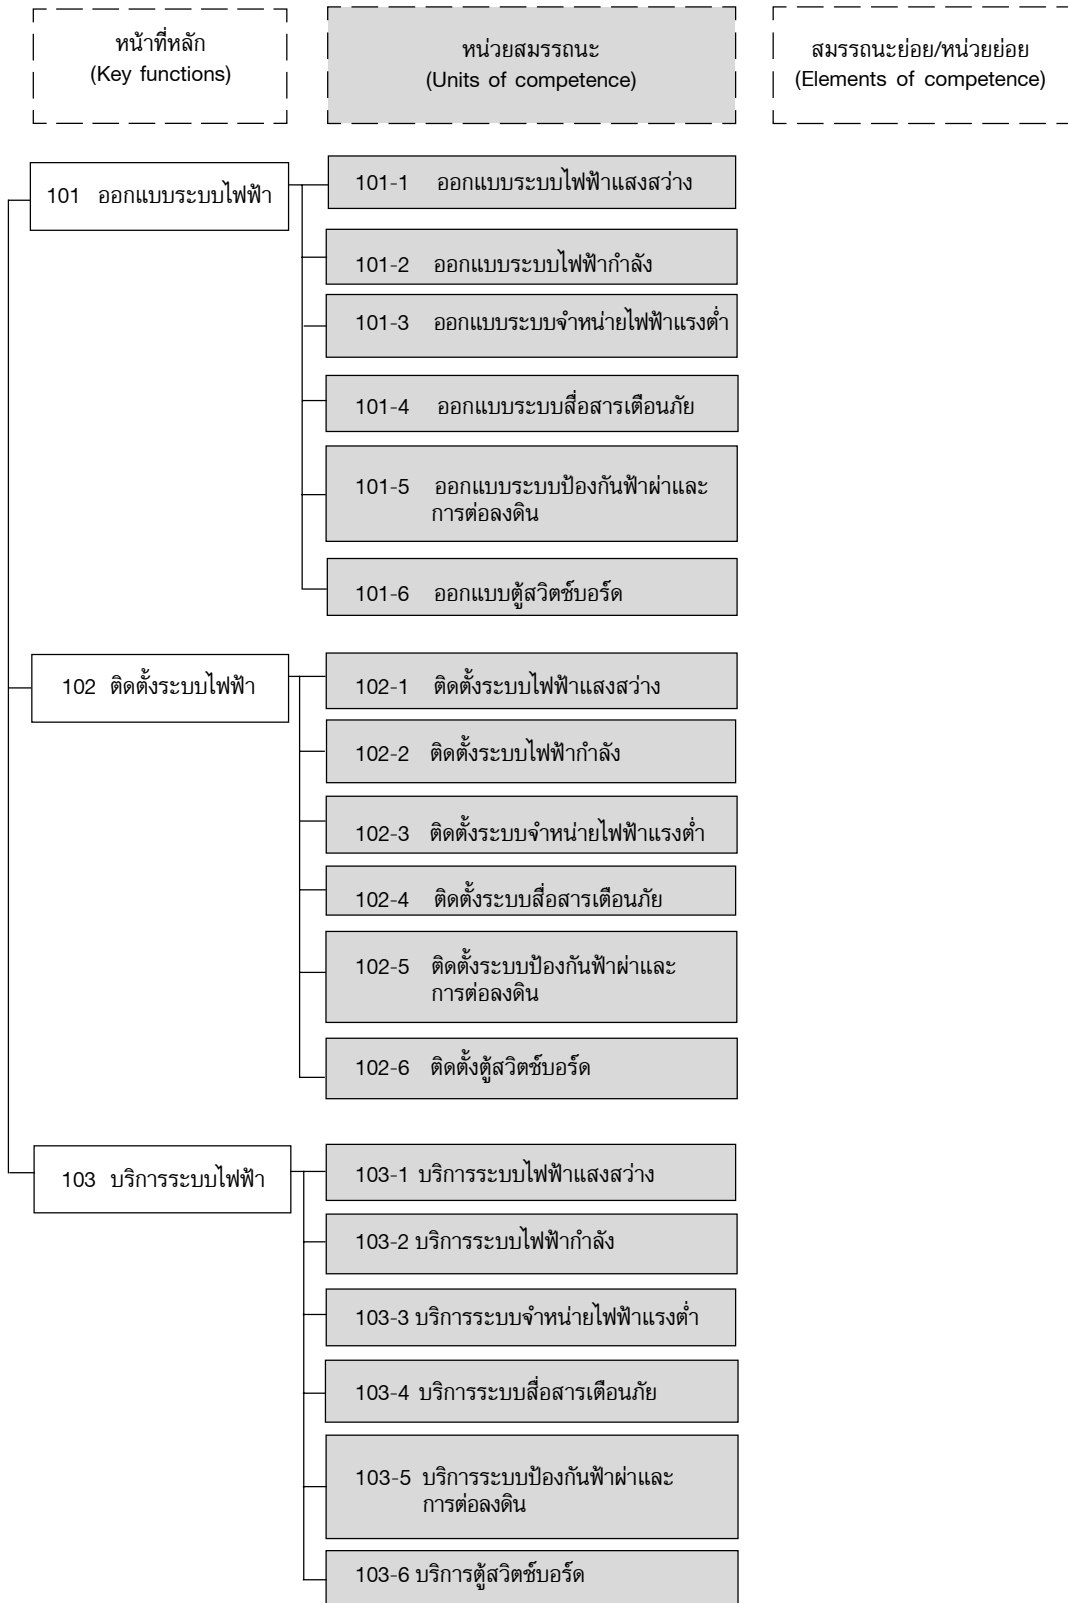 หน้าที่หลัก
(Key functions)
หน่วยสมรรถนะ
(Units of competence)
สมรรถนะย่อย/หน่วยย่อย
(Elements of competence)
101 ออกแบบระบบไฟฟ้า
101-1 ออกแบบระบบไฟฟ้าแสงสว่าง
101-2 ออกแบบระบบไฟฟ้ากำลัง
101-3 ออกแบบระบบจำหน่ายไฟฟ้าแรงต่ำ
101-4 ออกแบบระบบสื่อสารเตือนภัย
101-5 ออกแบบระบบป้องกันฟ้าผ่าและ
การต่อลงดิน
101-6 ออกแบบตู้สวิตช์บอร์ด
102 ติดตั้งระบบไฟฟ้า
102-1 ติดตั้งระบบไฟฟ้าแสงสว่าง
102-2 ติดตั้งระบบไฟฟ้ากำลัง
102-3 ติดตั้งระบบจำหน่ายไฟฟ้าแรงต่ำ
102-4 ติดตั้งระบบสื่อสารเตือนภัย
102-5 ติดตั้งระบบป้องกันฟ้าผ่าและ
การต่อลงดิน
102-6 ติดตั้งตู้สวิตช์บอร์ด
103 บริการระบบไฟฟ้า
103-1 บริการระบบไฟฟ้าแสงสว่าง
103-2 บริการระบบไฟฟ้ากำลัง
103-3 บริการระบบจำหน่ายไฟฟ้าแรงต่ำ
103-4 บริการระบบสื่อสารเตือนภัย
103-5 บริการระบบป้องกันฟ้าผ่าและ
การต่อลงดิน
103-6 บริการตู้สวิตช์บอร์ด